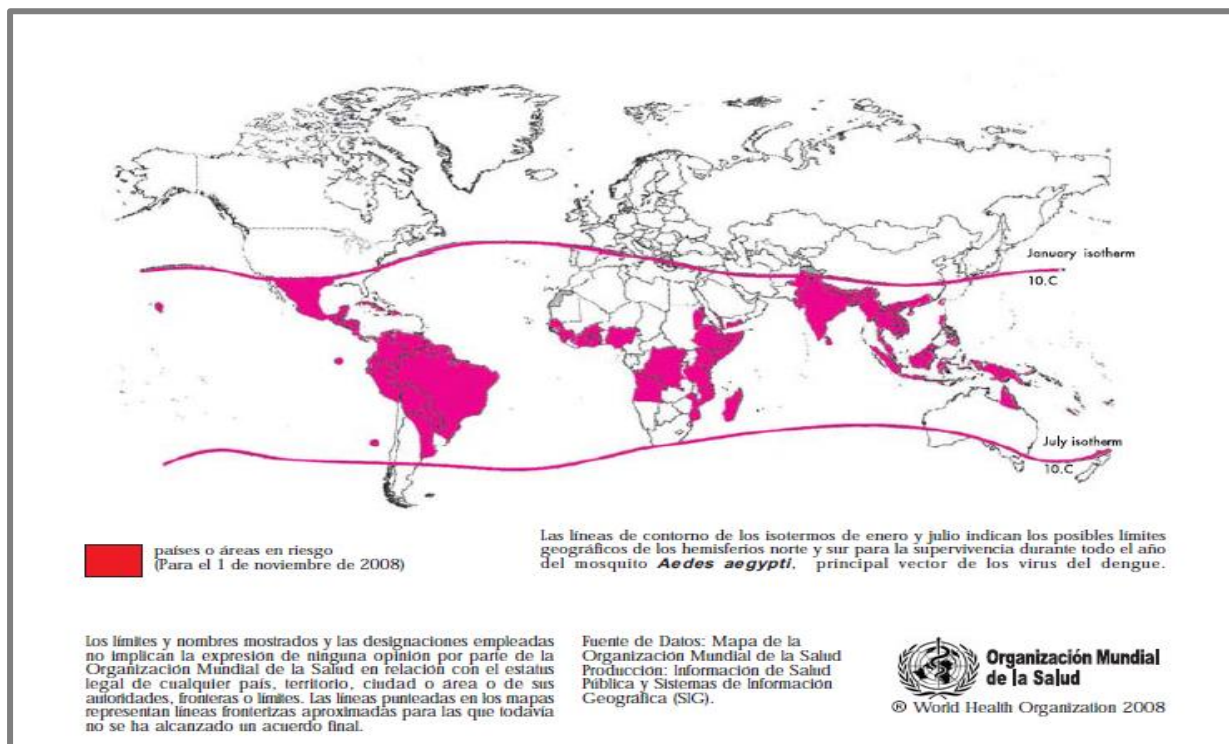 January isotherm
10.C
July isotherm
10.C
países o áreas en riesgo
(Para el 1 de noviembre de 2008)
Las líneas de contorno de los isotermos de enero y julio indican los posibles límites
geográficos de los hemisferios norte y sur para la supervivencia durante todo el año
del mosquito Aedes aegypti, principal vector de los virus del dengue.
Los límites y nombres mostrados y las designaciones empleadas
no implican la expresión de ninguna opinión por parte de la
Organización Mundial de la Salud en relación con el estatus
legal de cualquier país, territorio, ciudad o área o de sus
autoridades, fronteras o límites. Las líneas punteadas en los mapas
representan líneas fronterizas aproximadas para las que todavía
no se ha alcanzado un acuerdo final.
Fuente de Datos: Mapa de la
Organización Mundial de la Salud
Producción: Información de Salud
Pública y Sistemas de Información
Geográfica (SIG).
Organización Mundial
de la Salud
® World Health Organization 2008